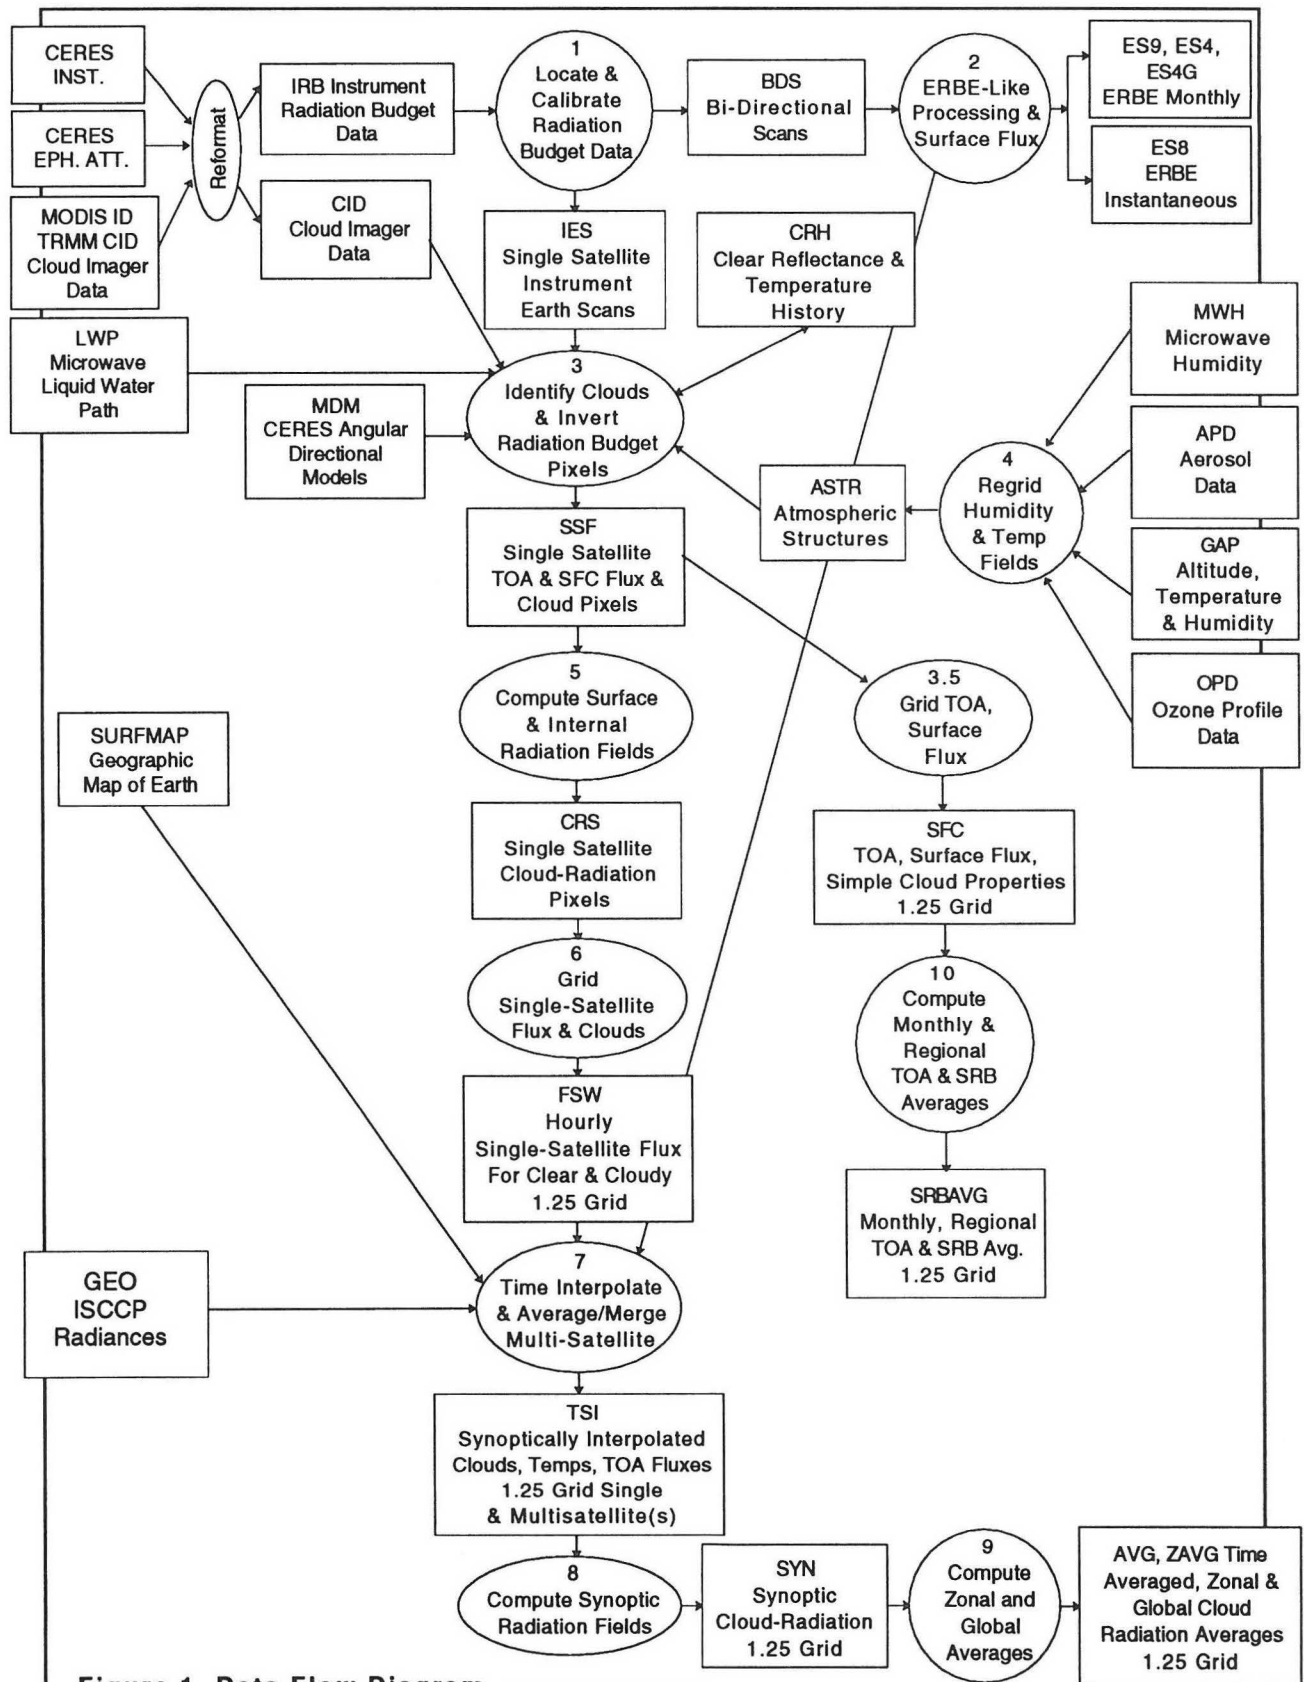 CERES
INST.
CERES
EPH. ATT.
MODIS ID
TRMM CID
Cloud Imager
Data
Reformat
IRB Instrument
Radiation Budget
Data
CID
Cloud Imager
Data
1
Locate &
Calibrate
Radiation
Budget Data
BDS
Bi-Directional
Scans
2
ERBE-Like
Processing &
Surface Flux
ES9, ES4,
ES4G
ERBE Monthly
ES8
ERBE
Instantaneous
IES
Single Satellite
Instrument
Earth Scans
CRH
Clear Reflectance &
Temperature
History
LWP
Microwave
Liquid Water
Path
MDM
CERES Angular
Directional
Models
3
Identify Clouds
& Invert
Radiation Budget
Pixels
MWH
Microwave
Humidity
APD
Aerosol
Data
GAP
Altitude,
Temperature
& Humidity
OPD
Ozone Profile
Data
4
Regrid
Humidity
& Temp
Fields
ASTR
Atmospheric
Structures
SSF
Single Satellite
TOA & SFC Flux &
Cloud Pixels
5
Compute Surface
& Internal
Radiation Fields
3.5
Grid TOA,
Surface
Flux
SURFMAP
Geographic
Map of Earth
CRS
Single Satellite
Cloud-Radiation
Pixels
SFC
TOA, Surface Flux,
Simple Cloud Properties
1.25 Grid
6
Grid
Single-Satellite
Flux & Clouds
10
Compute
Monthly &
Regional
TOA & SRB
Averages
FSW
Hourly
Single-Satellite Flux
For Clear & Cloudy
1.25 Grid
SRBAVG
Monthly, Regional
TOA & SRB Avg.
1.25 Grid
GEO
ISCCP
Radiances
7
Time Interpolate
& Average/Merge
Multi-Satellite
TSI
Synoptically Interpolated
Clouds, Temps, TOA Fluxes
1.25 Grid Single
& Multisatellite(s)
8
Compute Synoptic
Radiation Fields
SYN
Synoptic
Cloud-Radiation
1.25 Grid
9
Compute
Zonal and
Global
Averages
AVG, ZAVG Time
Averaged, Zonal &
Global Cloud
Radiation Averages
1.25 Grid
Figure 1. Data Flow Diagram